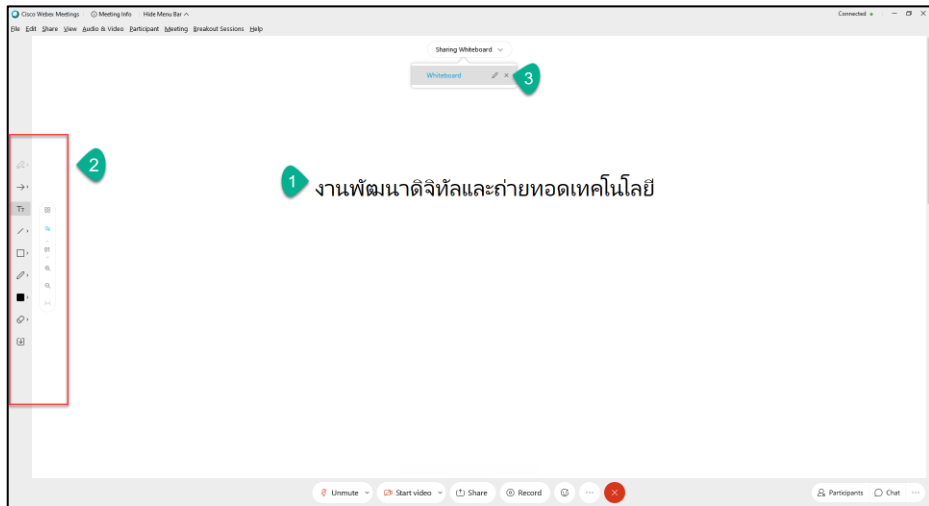 Cisco Webex Meetings Meeting Info Hide Menu Bar Connected
File Edit Share View Audio & Video Participant Meeting Breakout Sessions Help
Sharing Whiteboard
Whiteboard
3
2
1
งานพัฒนาดิจิทัลและถ่ายทอดเทคโนโลยี
TT
Unmute Start video Share Record Participants Chat